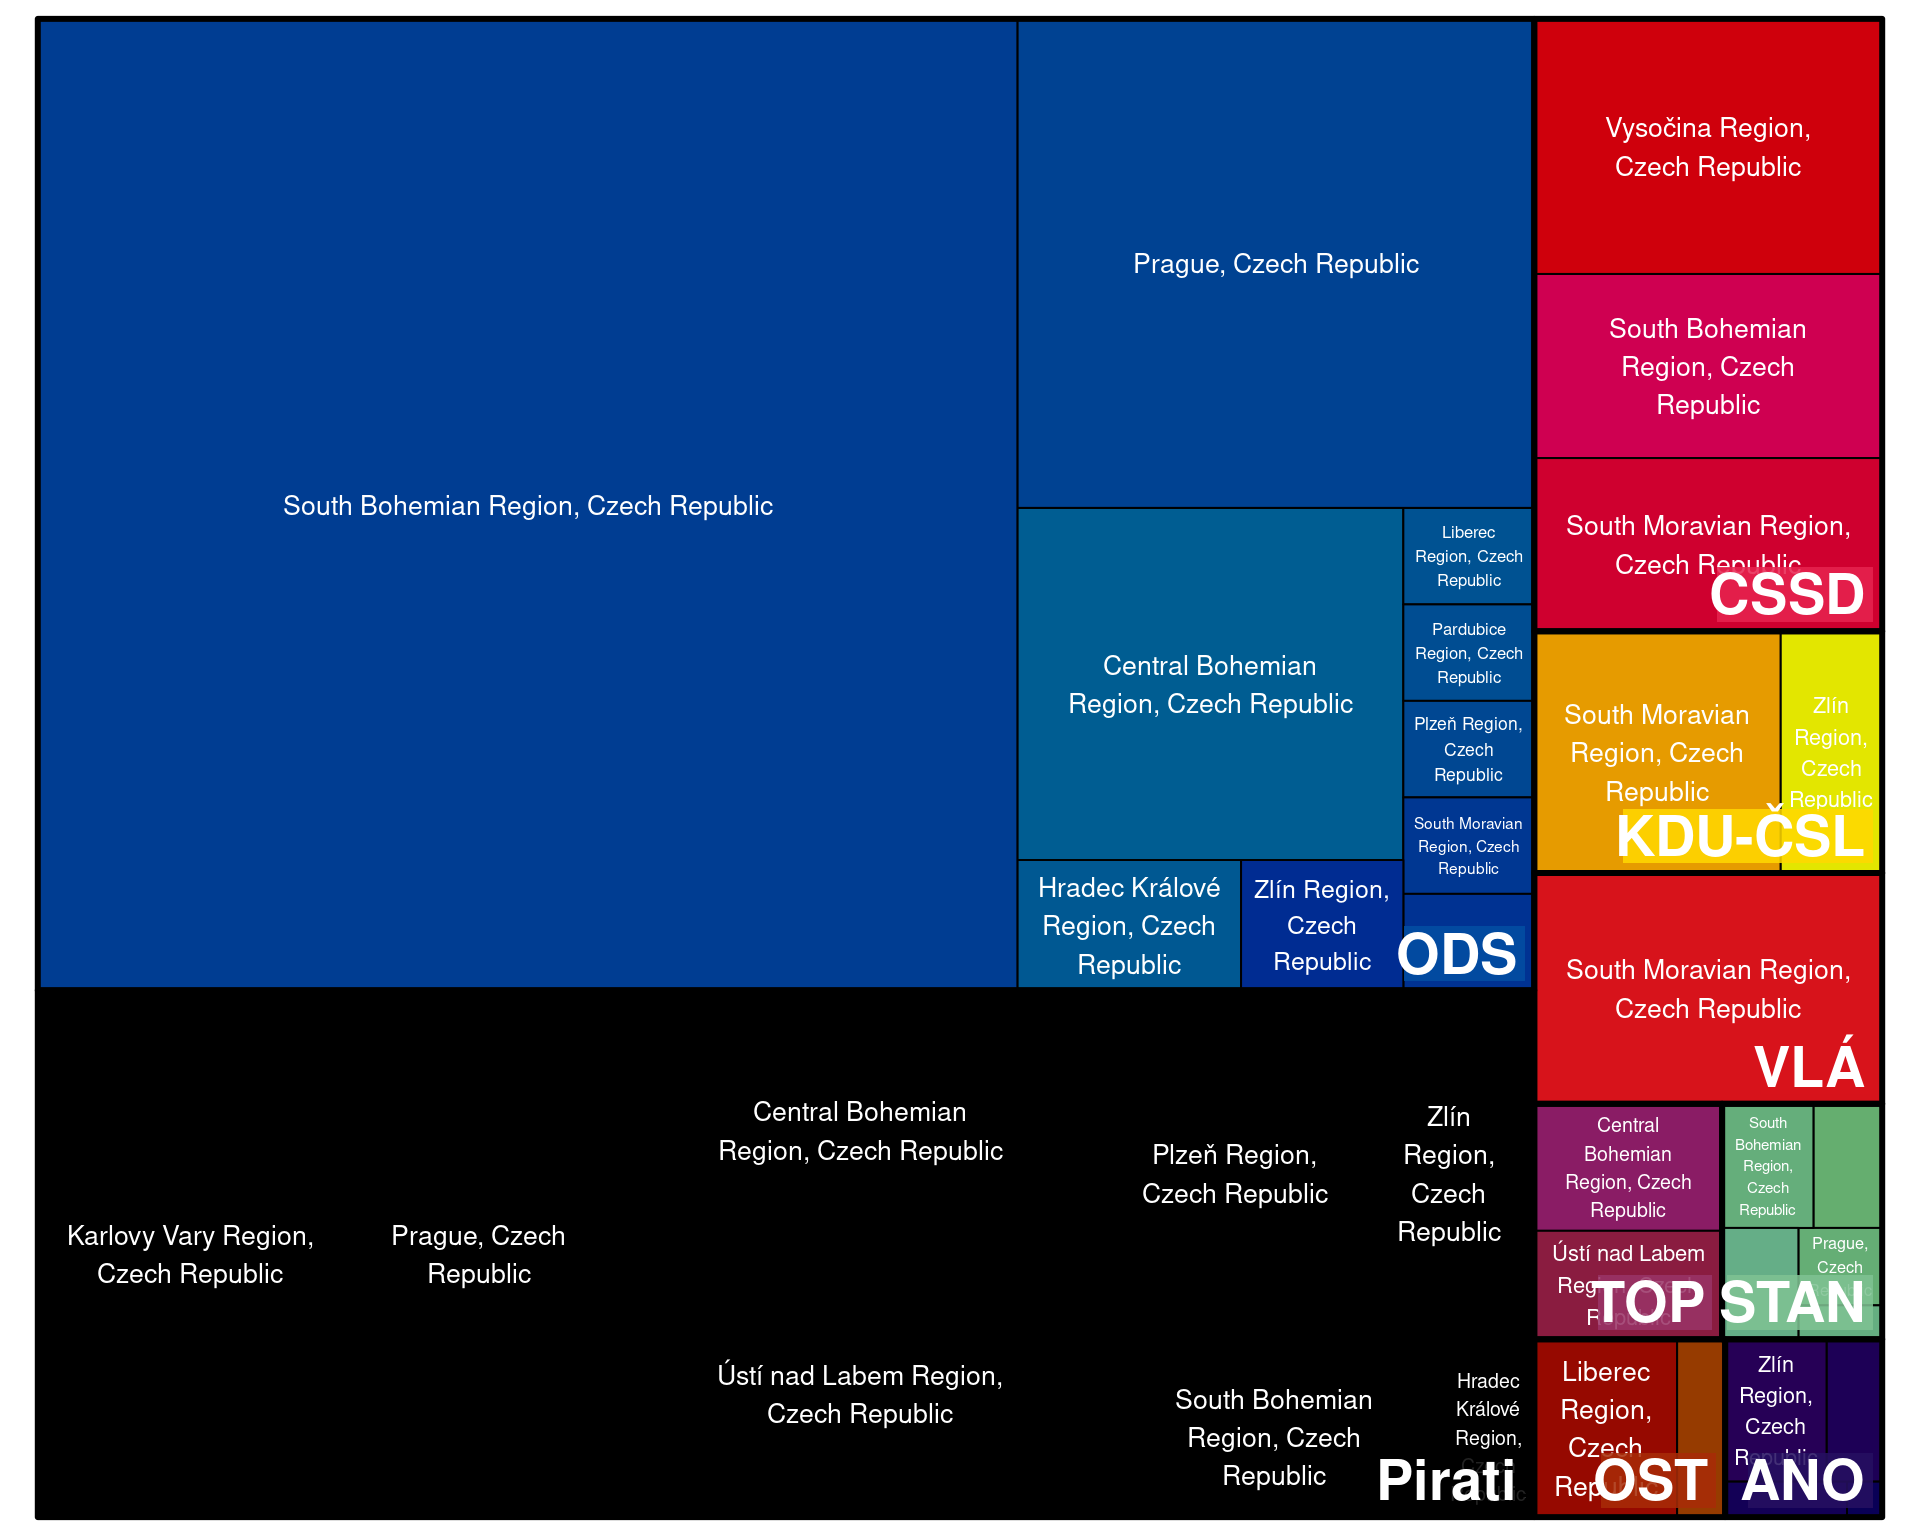 South Bohemian Region, Czech Republic
Prague, Czech Republic
Central Bohemian
Region, Czech Republic
Liberec
Region, Czech
Republic
Pardubice
Region, Czech
Republic
Plzeň Region,
Czech
Republic
South Moravian
Region, Czech
Republic
Hradec Králové
Region, Czech
Republic
Zlín Region,
Czech
Republic
ODS
Vysočina Region,
Czech Republic
South Bohemian
Region, Czech
Republic
South Moravian Region,
Czech Republic
CSSD
South Moravian
Region, Czech
Republic
Zlín
Region,
Czech
Republic
KDU-ČSL
South Moravian Region,
Czech Republic
VLÁ
Karlovy Vary Region,
Czech Republic
Prague, Czech
Republic
Central Bohemian
Region, Czech Republic
Ústí nad Labem Region,
Czech Republic
Plzeň Region,
Czech Republic
Zlín
Region,
Czech
Republic
South Bohemian
Region, Czech
Republic
Hradec
Králové
Region,
Czech
Republic
Pirati
Central
Bohemian
Region, Czech
Republic
Ústí nad Labem
Region, Czech
Republic
TOP
South
Bohemian
Region,
Czech
Republic
Prague,
Czech
STAN
Liberec
Region,
Czech
Republic
OST
Zlín
Region,
Czech
Republic
ANO